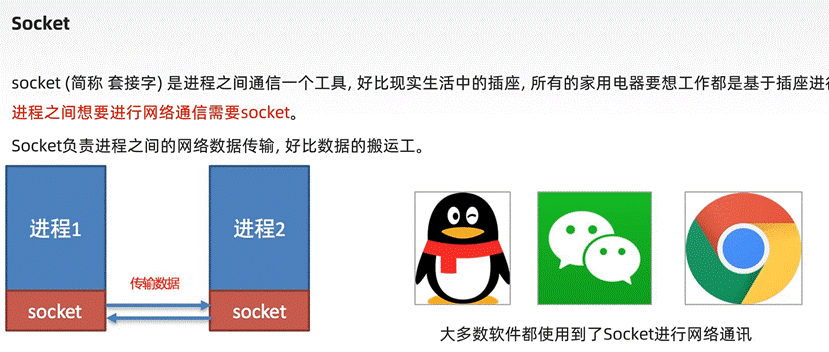 Socket
socket (简称 套接字) 是进程之间通信一个工具, 好比现实生活中的插座, 所有的家用电器要想工作都是基于插座进行
进程之间想要进行网络通信需要socket。
Socket负责进程之间的网络数据传输, 好比数据的搬运工。
进程1
进程2
传输数据
socket
socket
大多数软件都使用到了Socket进行网络通讯